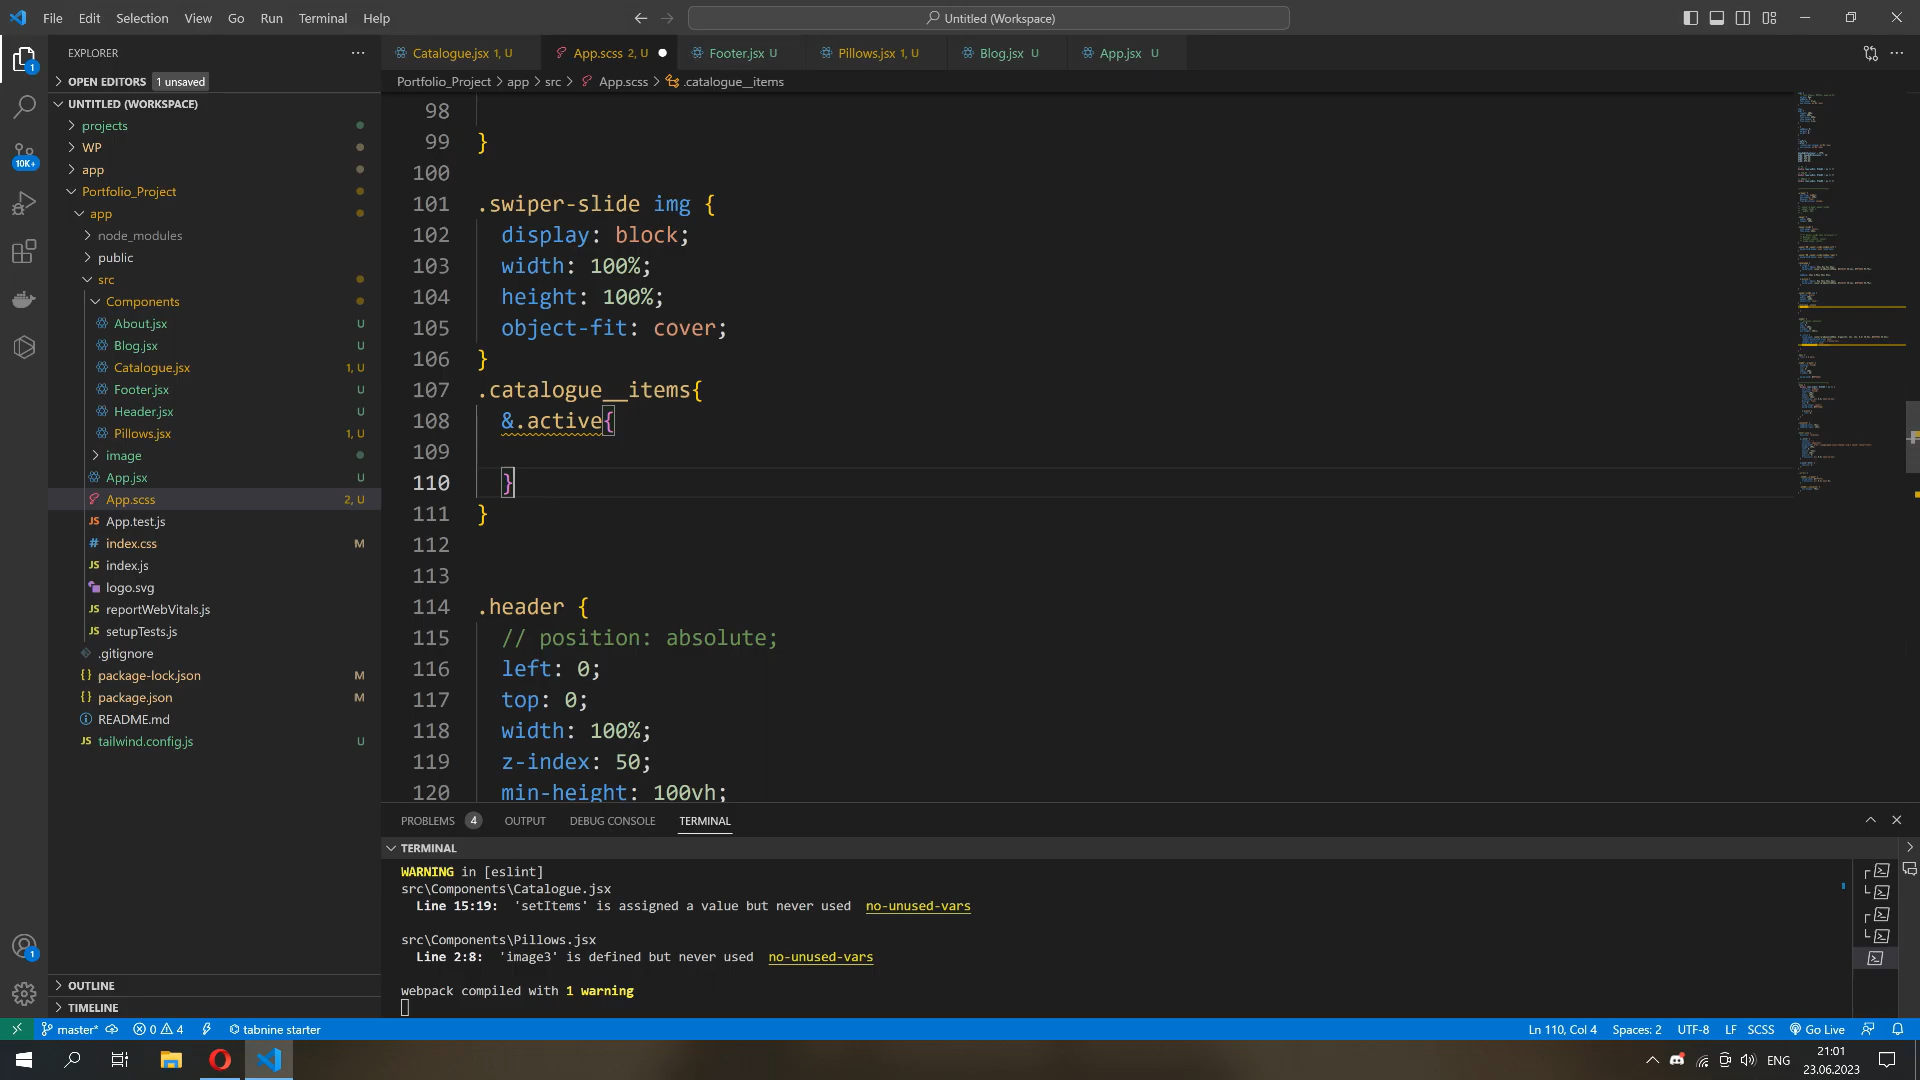 File Edit Selection View Go Run Terminal Help
Untitled (Workspace)
EXPLORER
Catalogue.jsx 1, U
App.scss 2, U
Footer.jsx U
Pillows.jsx 1, U
Blog.jsx U
App.jsx U
OPEN EDITORS 1 unsaved
Portfolio_Project > app > src > App.scss > .catalogue__items
UNTITLED (WORKSPACE)
projects
WP
app
Portfolio_Project
app
node_modules
public
src
Components
About.jsx U
Blog.jsx U
Catalogue.jsx 1, U
Footer.jsx U
Header.jsx U
Pillows.jsx 1, U
image
App.jsx U
App.scss 2, U
JS App.test.js
# index.css M
JS index.js
logo.svg
JS reportWebVitals.js
JS setupTests.js
.gitignore
{} package-lock.json M
{} package.json M
README.md
JS tailwind.config.js U
OUTLINE
TIMELINE
1
10K+
1
98
99 }
100
101 .swiper-slide img {
102 display: block;
103 width: 100%;
104 height: 100%;
105 object-fit: cover;
106 }
107 .catalogue__items{
108 &.active{
109
110 }
111 }
112
113
114 .header {
115 // position: absolute;
116 left: 0;
117 top: 0;
118 width: 100%;
119 z-index: 50;
120 min-height: 100vh;
PROBLEMS 4 OUTPUT DEBUG CONSOLE TERMINAL
TERMINAL
WARNING in [eslint]
src\Components\Catalogue.jsx
Line 15:19: 'setItems' is assigned a value but never used no-unused-vars
src\Components\Pillows.jsx
Line 2:8: 'image3' is defined but never used no-unused-vars
webpack compiled with 1 warning
master* 0 4 tabnine starter
Ln 110, Col 4 Spaces: 2 UTF-8 LF SCSS Go Live
ENG
21:01
23.06.2023